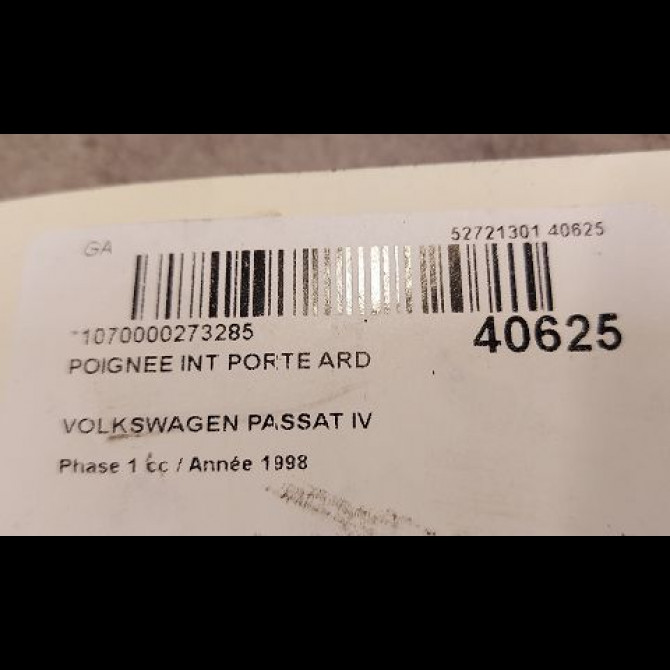 GA
52721301 40625
1070000273285
40625
POIGNEE INT PORTE ARD
VOLKSWAGEN PASSAT IV
Phase 1 cc / Année 1998